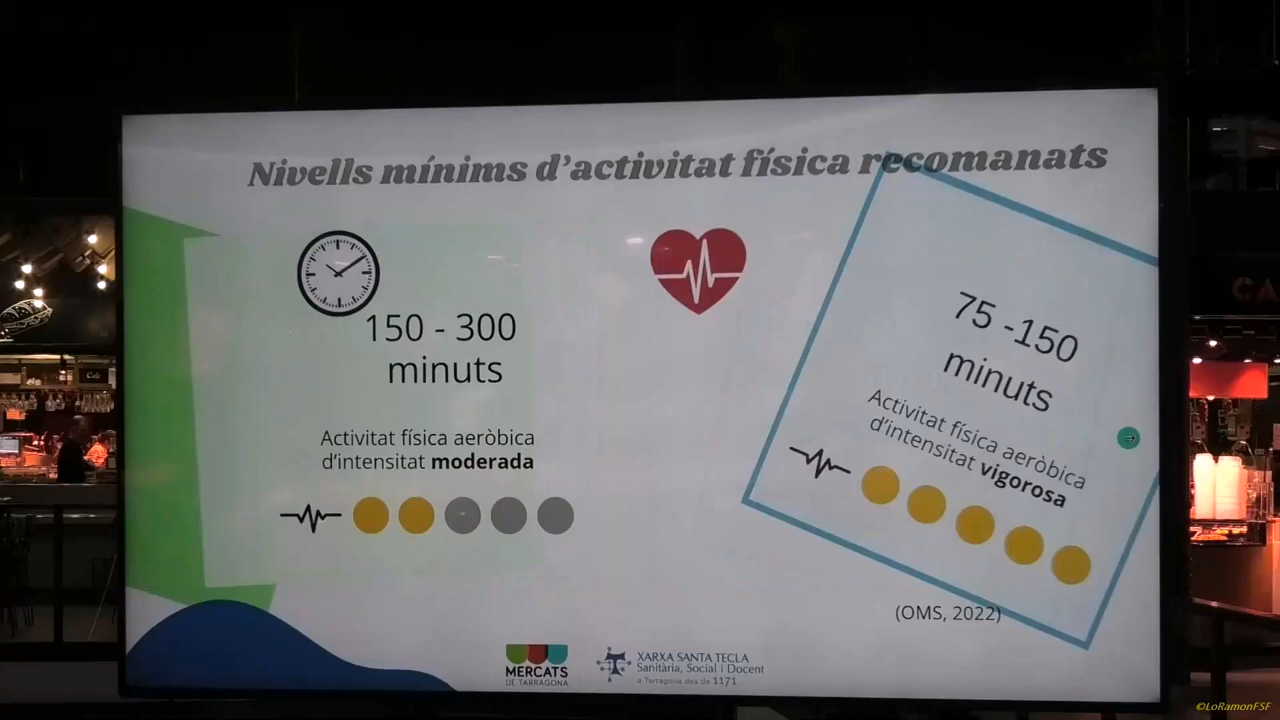 Nivells mínims d'activitat física recomanats
150 - 300
minuts
Activitat física aeròbica
d'intensitat moderada
75 -150
minuts
Activitat física aeròbica
d'intensitat vigorosa
(OMS, 2022)
MERCATS
DE TARRAGONA
XARXA SANTA TECLA
Sanitària, Social i Docent
a Tarragona des de 1171
CA
©LoRamonFSF